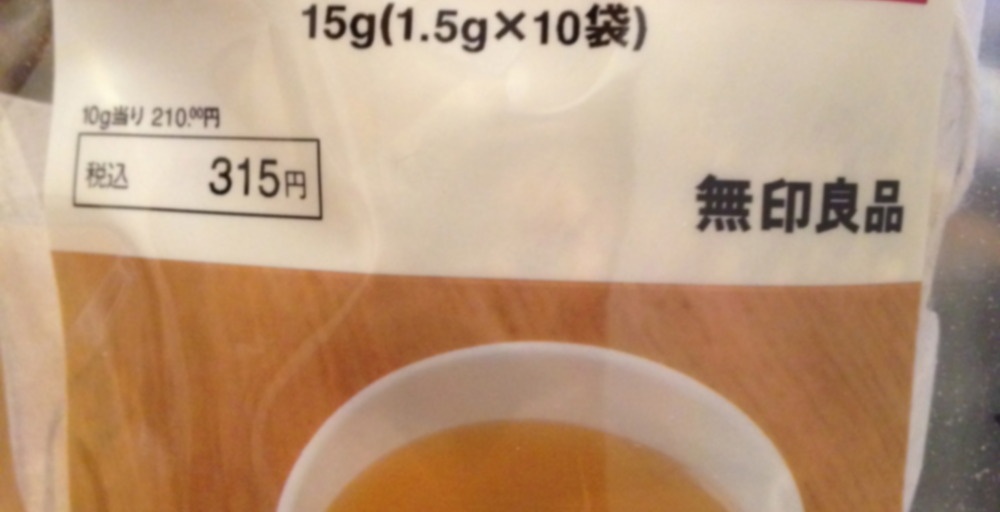 15g(1.5g×10袋)
10g当り 210.00円
税込 315円
無印良品